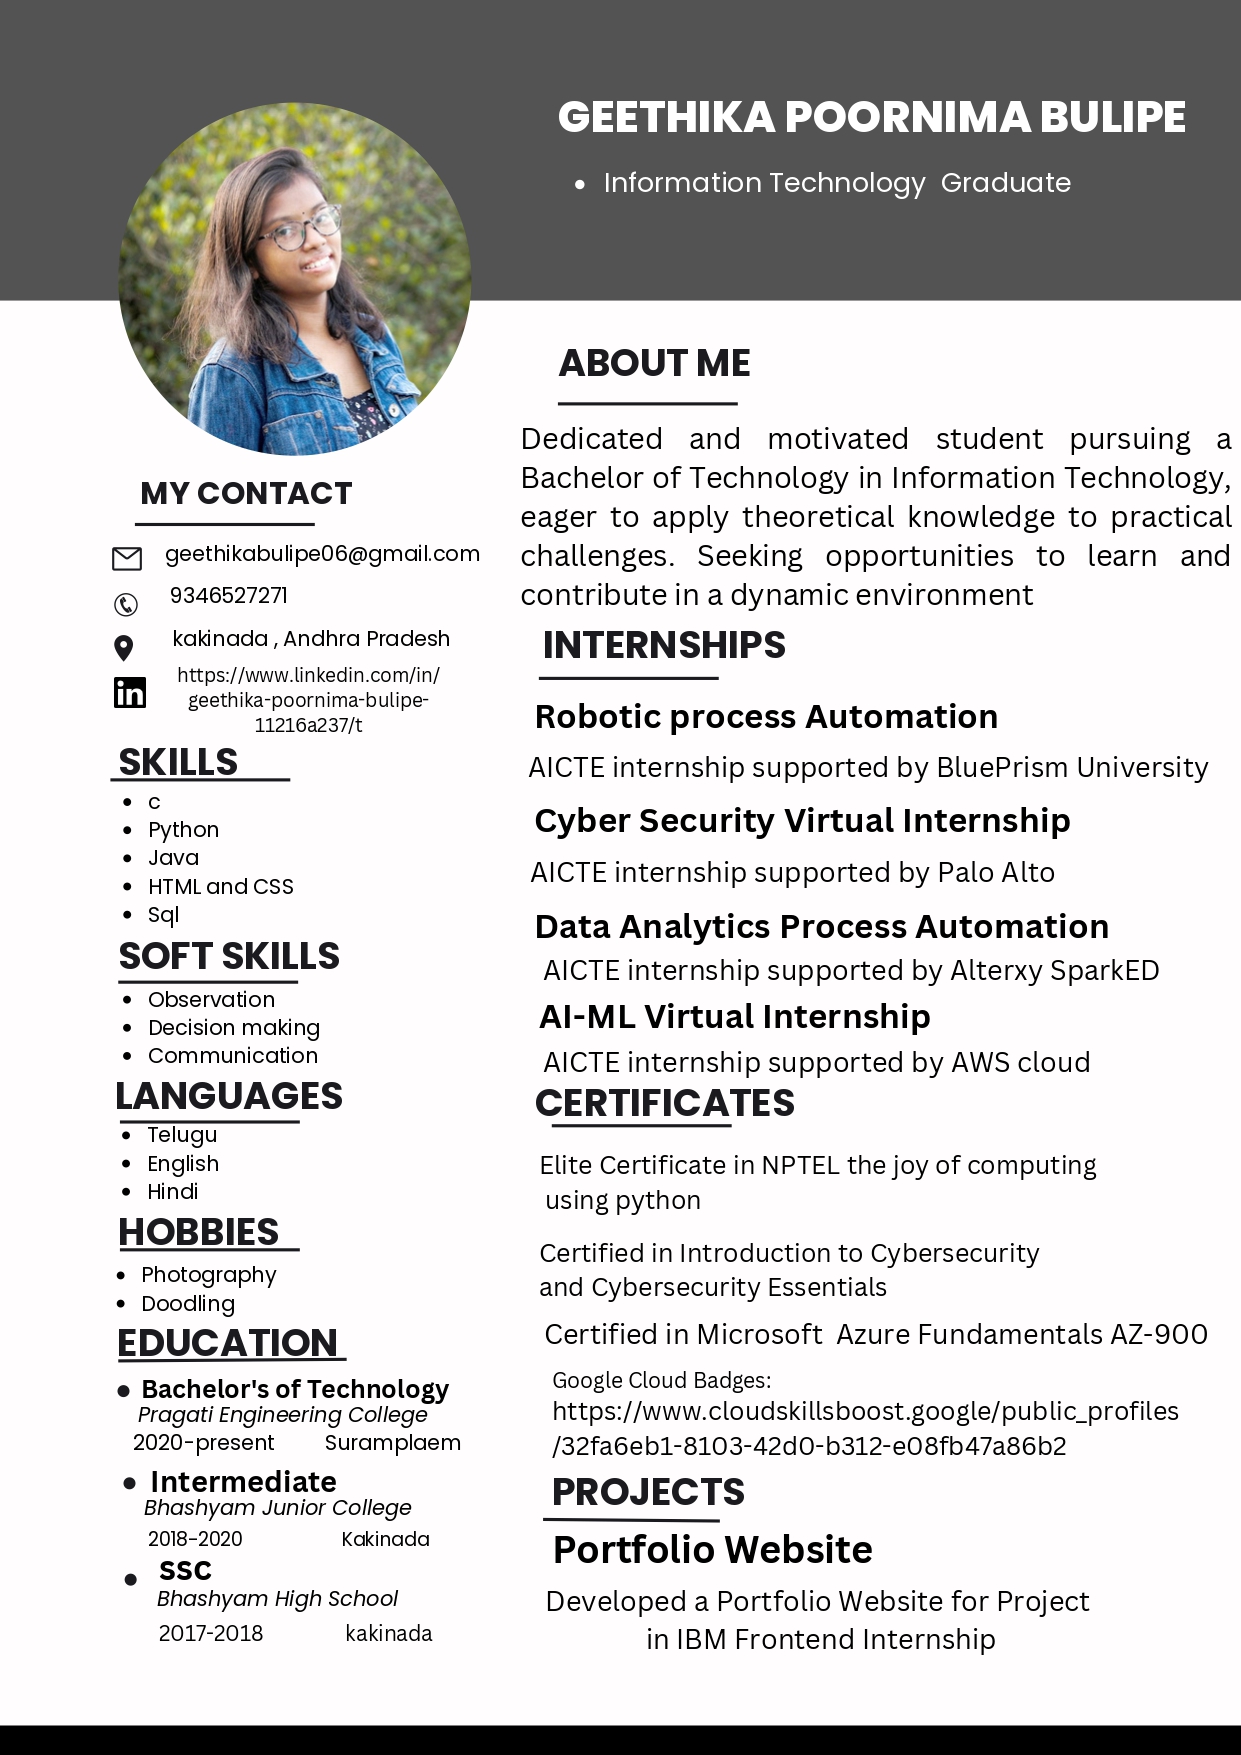 GEETHIKA POORNIMA BULIPE
• Information Technology Graduate
MY CONTACT
geethikabulipe06@gmail.com
9346527271
kakinada , Andhra Pradesh
in
https://www.linkedin.com/in/
geethika-poornima-bulipe-
11216a237/t
SKILLS
• c
• Python
• Java
• HTML and CSS
• Sql
SOFT SKILLS
• Observation
• Decision making
• Communication
LANGUAGES
• Telugu
• English
• Hindi
HOBBIES
• Photography
• Doodling
EDUCATION
• Bachelor's of Technology
Pragati Engineering College
2020-present Suramplaem
• Intermediate
Bhashyam Junior College
2018-2020 Kakinada
• SSC
Bhashyam High School
2017-2018 kakinada
ABOUT ME
Dedicated and motivated student pursuing a
Bachelor of Technology in Information Technology,
eager to apply theoretical knowledge to practical
challenges. Seeking opportunities to learn and
contribute in a dynamic environment
INTERNSHIPS
Robotic process Automation
AICTE internship supported by BluePrism University
Cyber Security Virtual Internship
AICTE internship supported by Palo Alto
Data Analytics Process Automation
AICTE internship supported by Alterxy SparkED
AI-ML Virtual Internship
AICTE internship supported by AWS cloud
CERTIFICATES
Elite Certificate in NPTEL the joy of computing
using python
Certified in Introduction to Cybersecurity
and Cybersecurity Essentials
Certified in Microsoft Azure Fundamentals AZ-900
Google Cloud Badges:
https://www.cloudskillsboost.google/public_profiles
/32fa6eb1-8103-42d0-b312-e08fb47a86b2
PROJECTS
Portfolio Website
Developed a Portfolio Website for Project
in IBM Frontend Internship